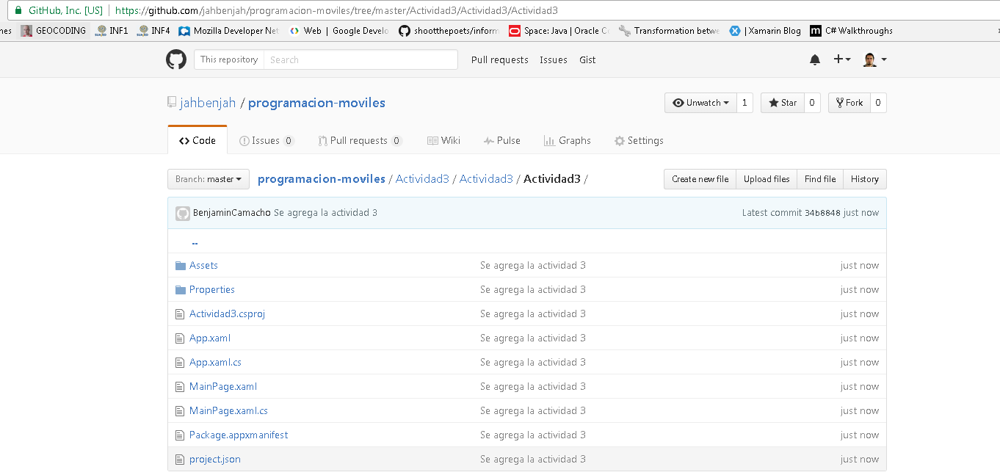 GitHub, Inc. [US] https://github.com/jahbenjah/programacion-moviles/tree/master/Actividad3/Actividad3/Actividad3
nes GEOCODING INF1 INF4 Mozilla Developer Net Web | Google Develo shootthepoets/inform Space: Java | Oracle C Transformation betwe | Xamarin Blog m C# Walkthroughs
This repository Search Pull requests Issues Gist
jahbenjah / programacion-moviles Unwatch 1 Star 0 Fork 0
Code Issues 0 Pull requests 0 Wiki Pulse Graphs Settings
Branch: master programacion-moviles / Actividad3 / Actividad3 / Actividad3 / Create new file Upload files Find file History
BenjaminCamacho Se agrega la actividad 3 Latest commit 34b8848 just now
..
Assets Se agrega la actividad 3 just now
Properties Se agrega la actividad 3 just now
Actividad3.csproj Se agrega la actividad 3 just now
App.xaml Se agrega la actividad 3 just now
App.xaml.cs Se agrega la actividad 3 just now
MainPage.xaml Se agrega la actividad 3 just now
MainPage.xaml.cs Se agrega la actividad 3 just now
Package.appxmanifest Se agrega la actividad 3 just now
project.json Se agrega la actividad 3 just now